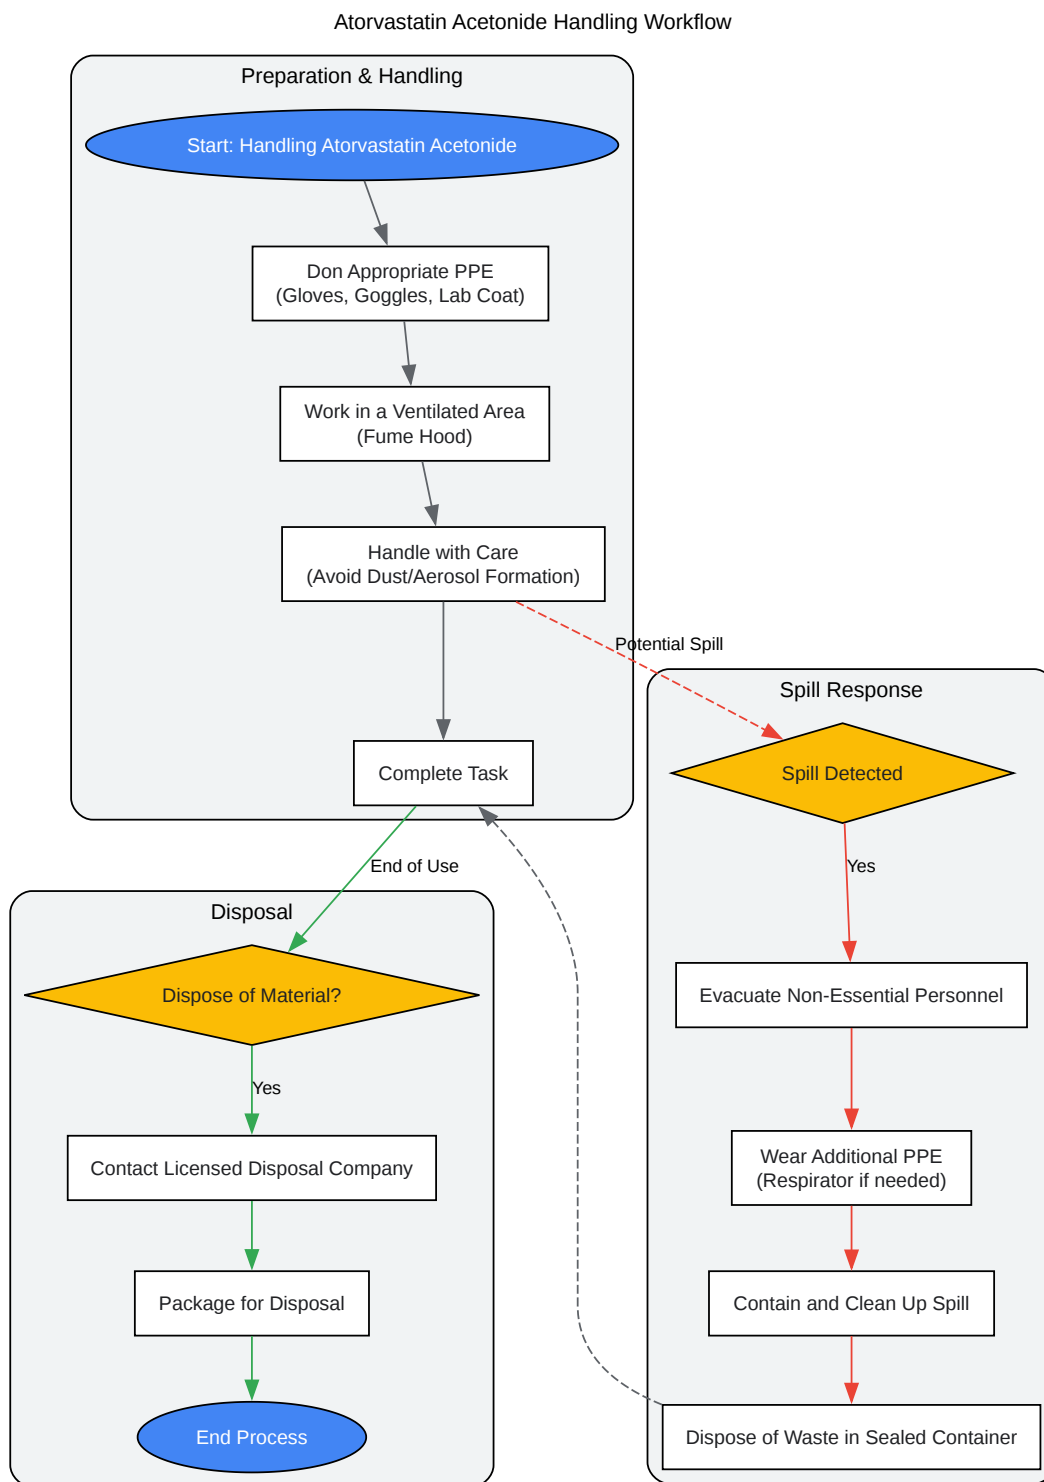 Atorvastatin Acetonide Handling Workflow
Preparation & Handling
Start: Handling Atorvastatin Acetonide
Don Appropriate PPE
(Gloves, Goggles, Lab Coat)
Work in a Ventilated Area
(Fume Hood)
Handle with Care
(Avoid Dust/Aerosol Formation)
Potential Spill
Complete Task
End of Use
Spill Response
Spill Detected
Yes
Evacuate Non-Essential Personnel
Wear Additional PPE
(Respirator if needed)
Contain and Clean Up Spill
Dispose of Waste in Sealed Container
Disposal
Dispose of Material?
Yes
Contact Licensed Disposal Company
Package for Disposal
End Process